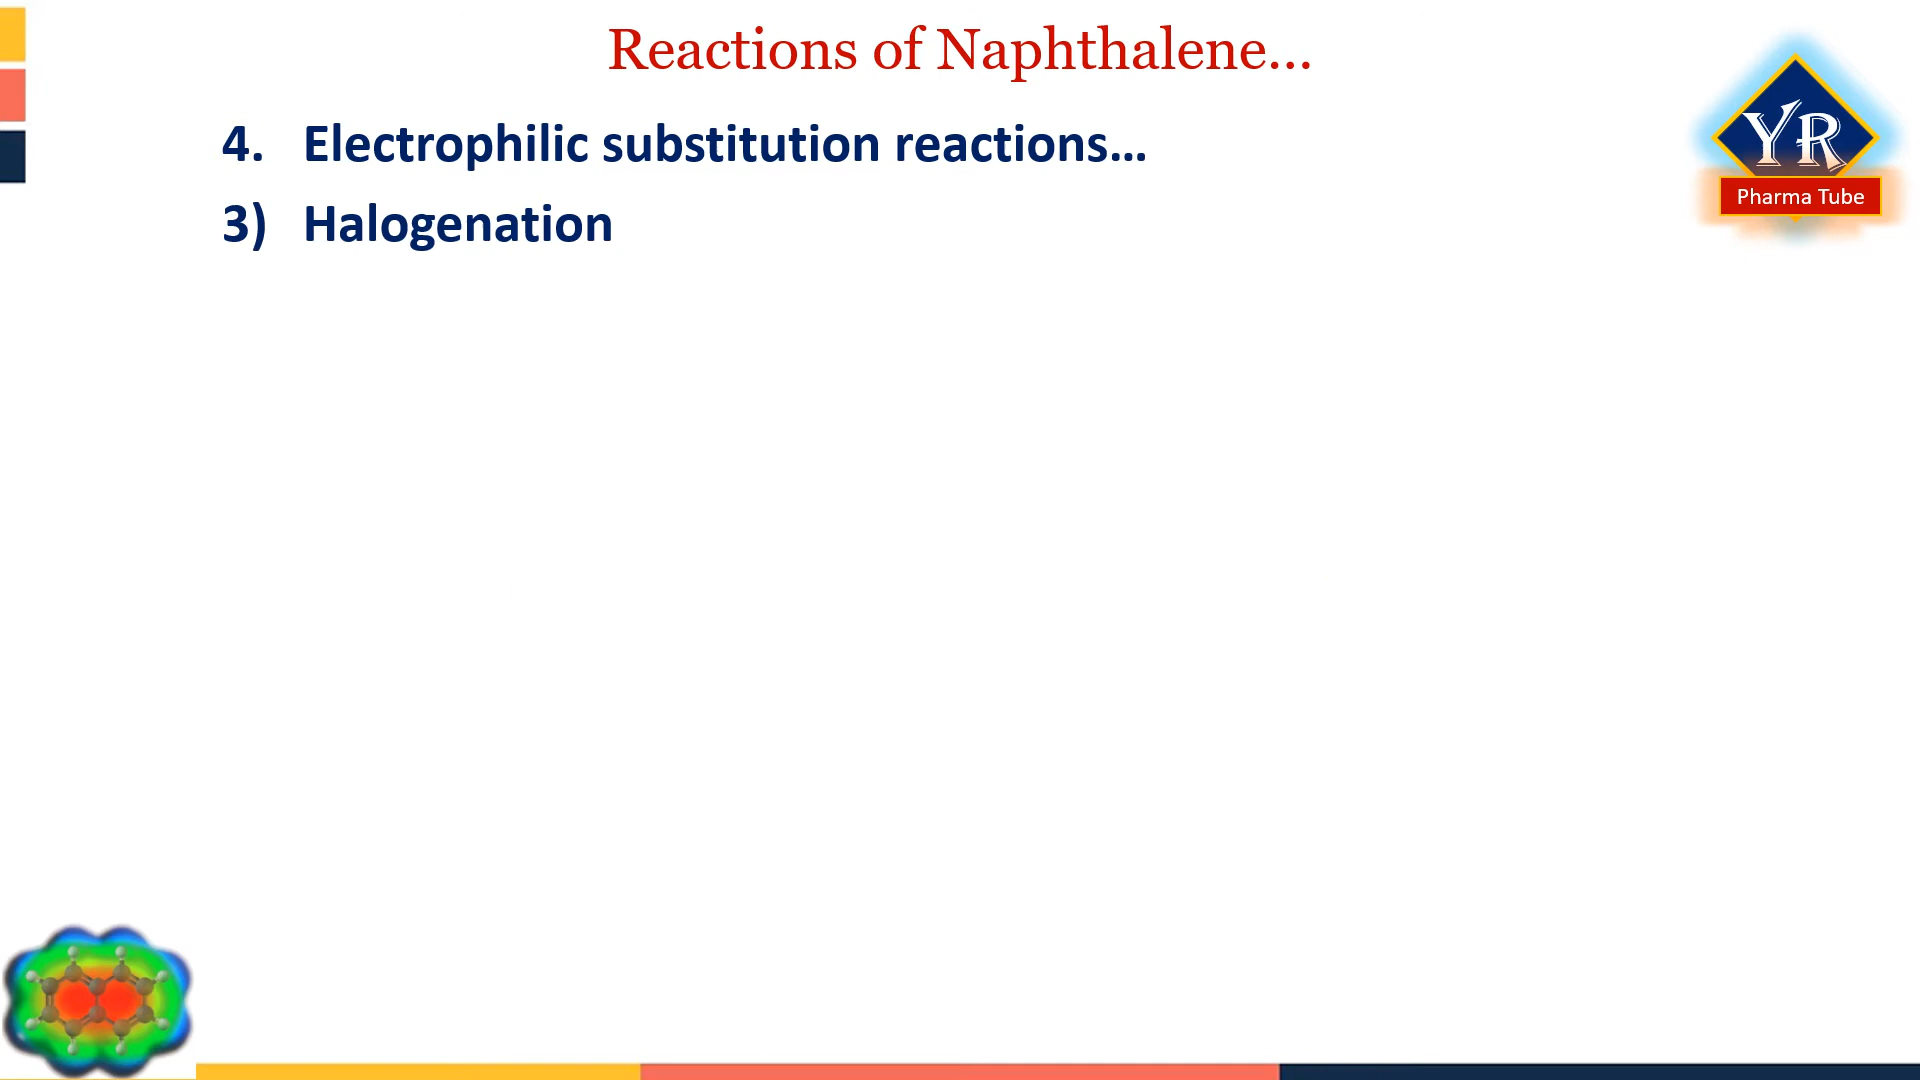 Reactions of Naphthalene...
4. Electrophilic substitution reactions...
3) Halogenation
YR
Pharma Tube